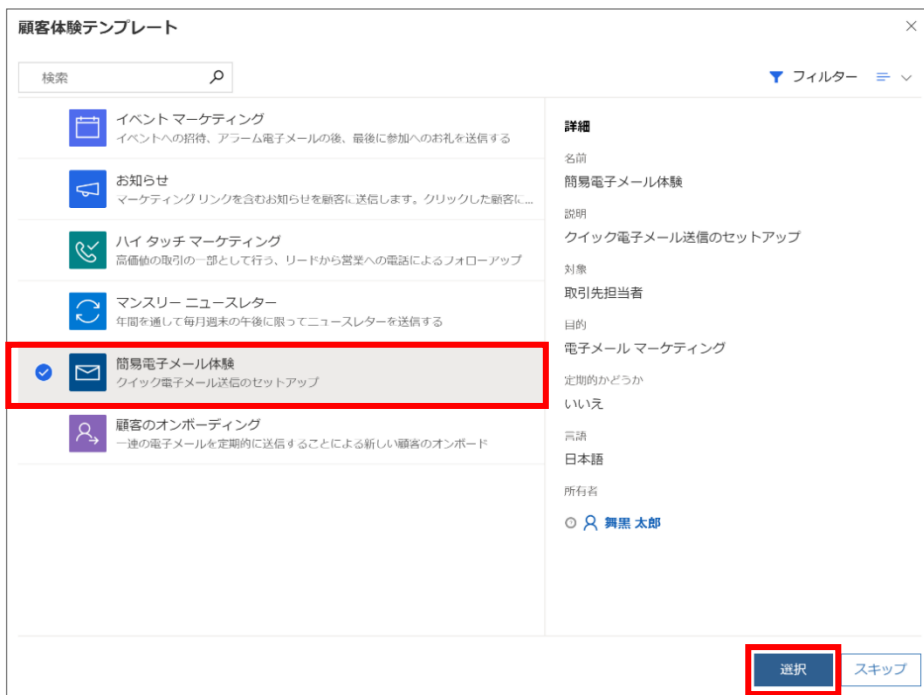 顧客体験テンプレート
検索
フィルター
イベント マーケティング
イベントへの招待、アラーム電子メールの後、最後に参加へのお礼を送信する
お知らせ
マーケティング リンクを含むお知らせを顧客に送信します。クリックした顧客に...
ハイ タッチ マーケティング
高価値の取引の一部として行う、リードから営業への電話によるフォローアップ
マンスリー ニュースレター
年間を通して毎月週末の午後に限ってニュースレターを送信する
簡易電子メール体験
クイック電子メール送信のセットアップ
顧客のオンボーディング
一連の電子メールを定期的に送信することによる新しい顧客のオンボード
詳細
名前
簡易電子メール体験
説明
クイック電子メール送信のセットアップ
対象
取引先担当者
目的
電子メール マーケティング
定期的かどうか
いいえ
言語
日本語
所有者
舞黒 太郎
選択
スキップ